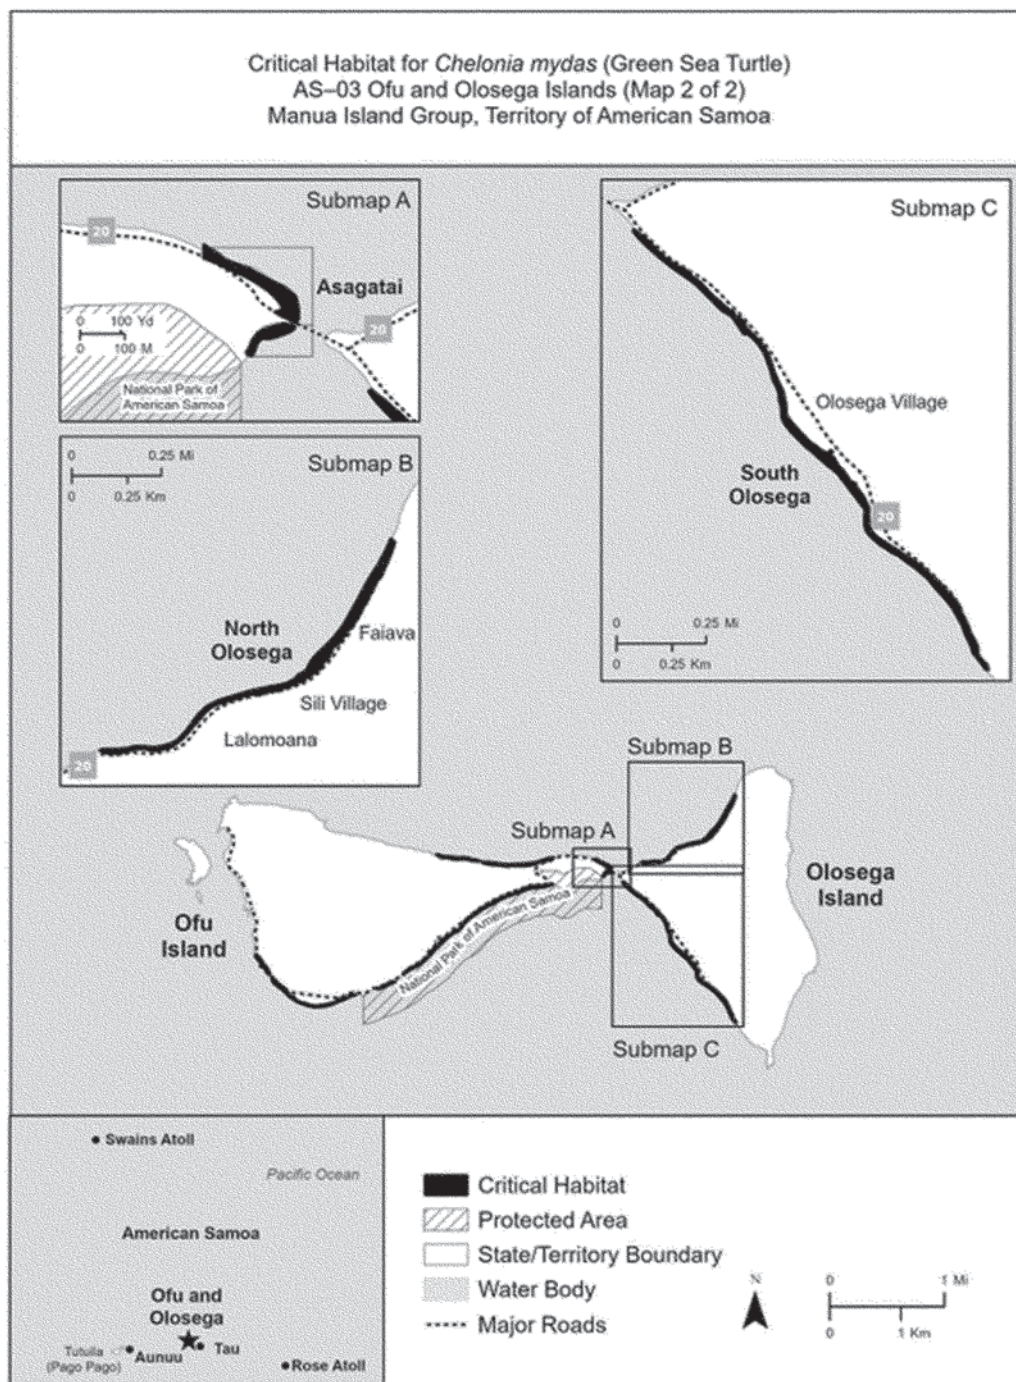 Critical Habitat for Chelonia mydas (Green Sea Turtle)
AS–03 Ofu and Olosega Islands (Map 2 of 2)
Manua Island Group, Territory of American Samoa
Submap A
20
Asagatai
20
0 100 Yd
0 100 M
National Park of
American Samoa
Submap B
0 0.25 Mi
0 0.25 Km
North
Olosega
Faiava
Sili Village
Lalomoana
20
Submap C
Olosega Village
South
Olosega
20
0 0.25 Mi
0 0.25 Km
Submap B
Submap A
Olosega
Island
Ofu
Island
National Park of American Samoa
Submap C
Swains Atoll
Pacific Ocean
American Samoa
Ofu and
Olosega
Tutuila
(Pago Pago)
Aunuu
Tau
Rose Atoll
Critical Habitat
Protected Area
State/Territory Boundary
Water Body
Major Roads
N
0 1 Mi
0 1 Km